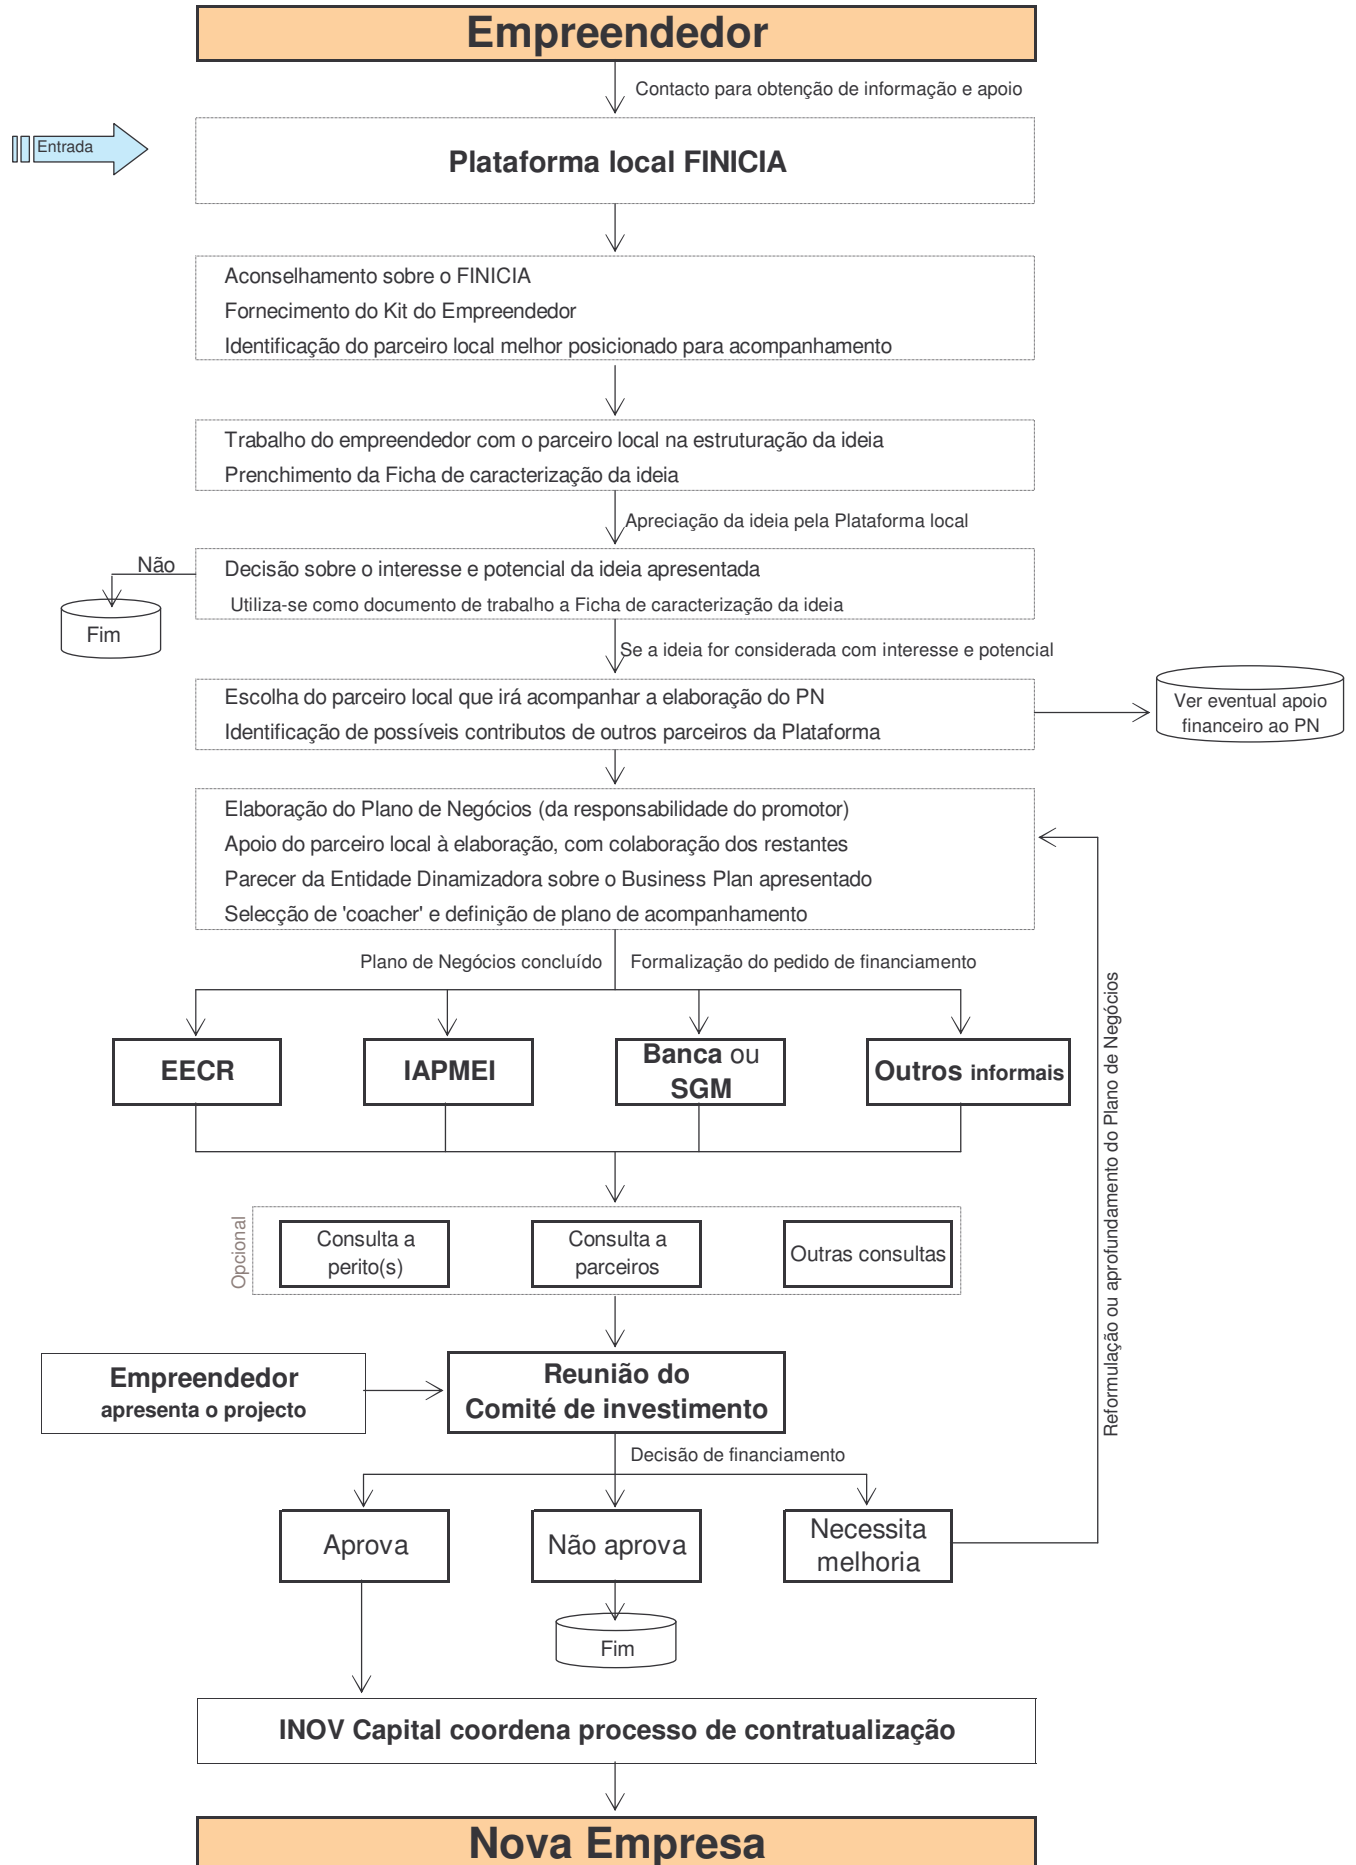 Empreendedor
Contacto para obtenção de informação e apoio
Entrada
Plataforma local FINICIA
Aconselhamento sobre o FINICIA
Fornecimento do Kit do Empreendedor
Identificação do parceiro local melhor posicionado para acompanhamento
Trabalho do empreendedor com o parceiro local na estruturação da ideia
Prenchimento da Ficha de caracterização da ideia
Apreciação da ideia pela Plataforma local
Não
Decisão sobre o interesse e potencial da ideia apresentada
Utiliza-se como documento de trabalho a Ficha de caracterização da ideia
Fim
Se a ideia for considerada com interesse e potencial
Escolha do parceiro local que irá acompanhar a elaboração do PN
Identificação de possíveis contributos de outros parceiros da Plataforma
Ver eventual apoio
financeiro ao PN
Elaboração do Plano de Negócios (da responsabilidade do promotor)
Apoio do parceiro local à elaboração, com colaboração dos restantes
Parecer da Entidade Dinamizadora sobre o Business Plan apresentado
Selecção de 'coacher' e definição de plano de acompanhamento
Plano de Negócios concluído
Formalização do pedido de financiamento
EECR
IAPMEI
Banca ou
SGM
Outros informais
Reformulação ou aprofundamento do Plano de Negócios
Opcional
Consulta a
perito(s)
Consulta a
parceiros
Outras consultas
Empreendedor
apresenta o projecto
Reunião do
Comité de investimento
Decisão de financiamento
Aprova
Não aprova
Necessita
melhoria
Fim
INOV Capital coordena processo de contratualização
Nova Empresa